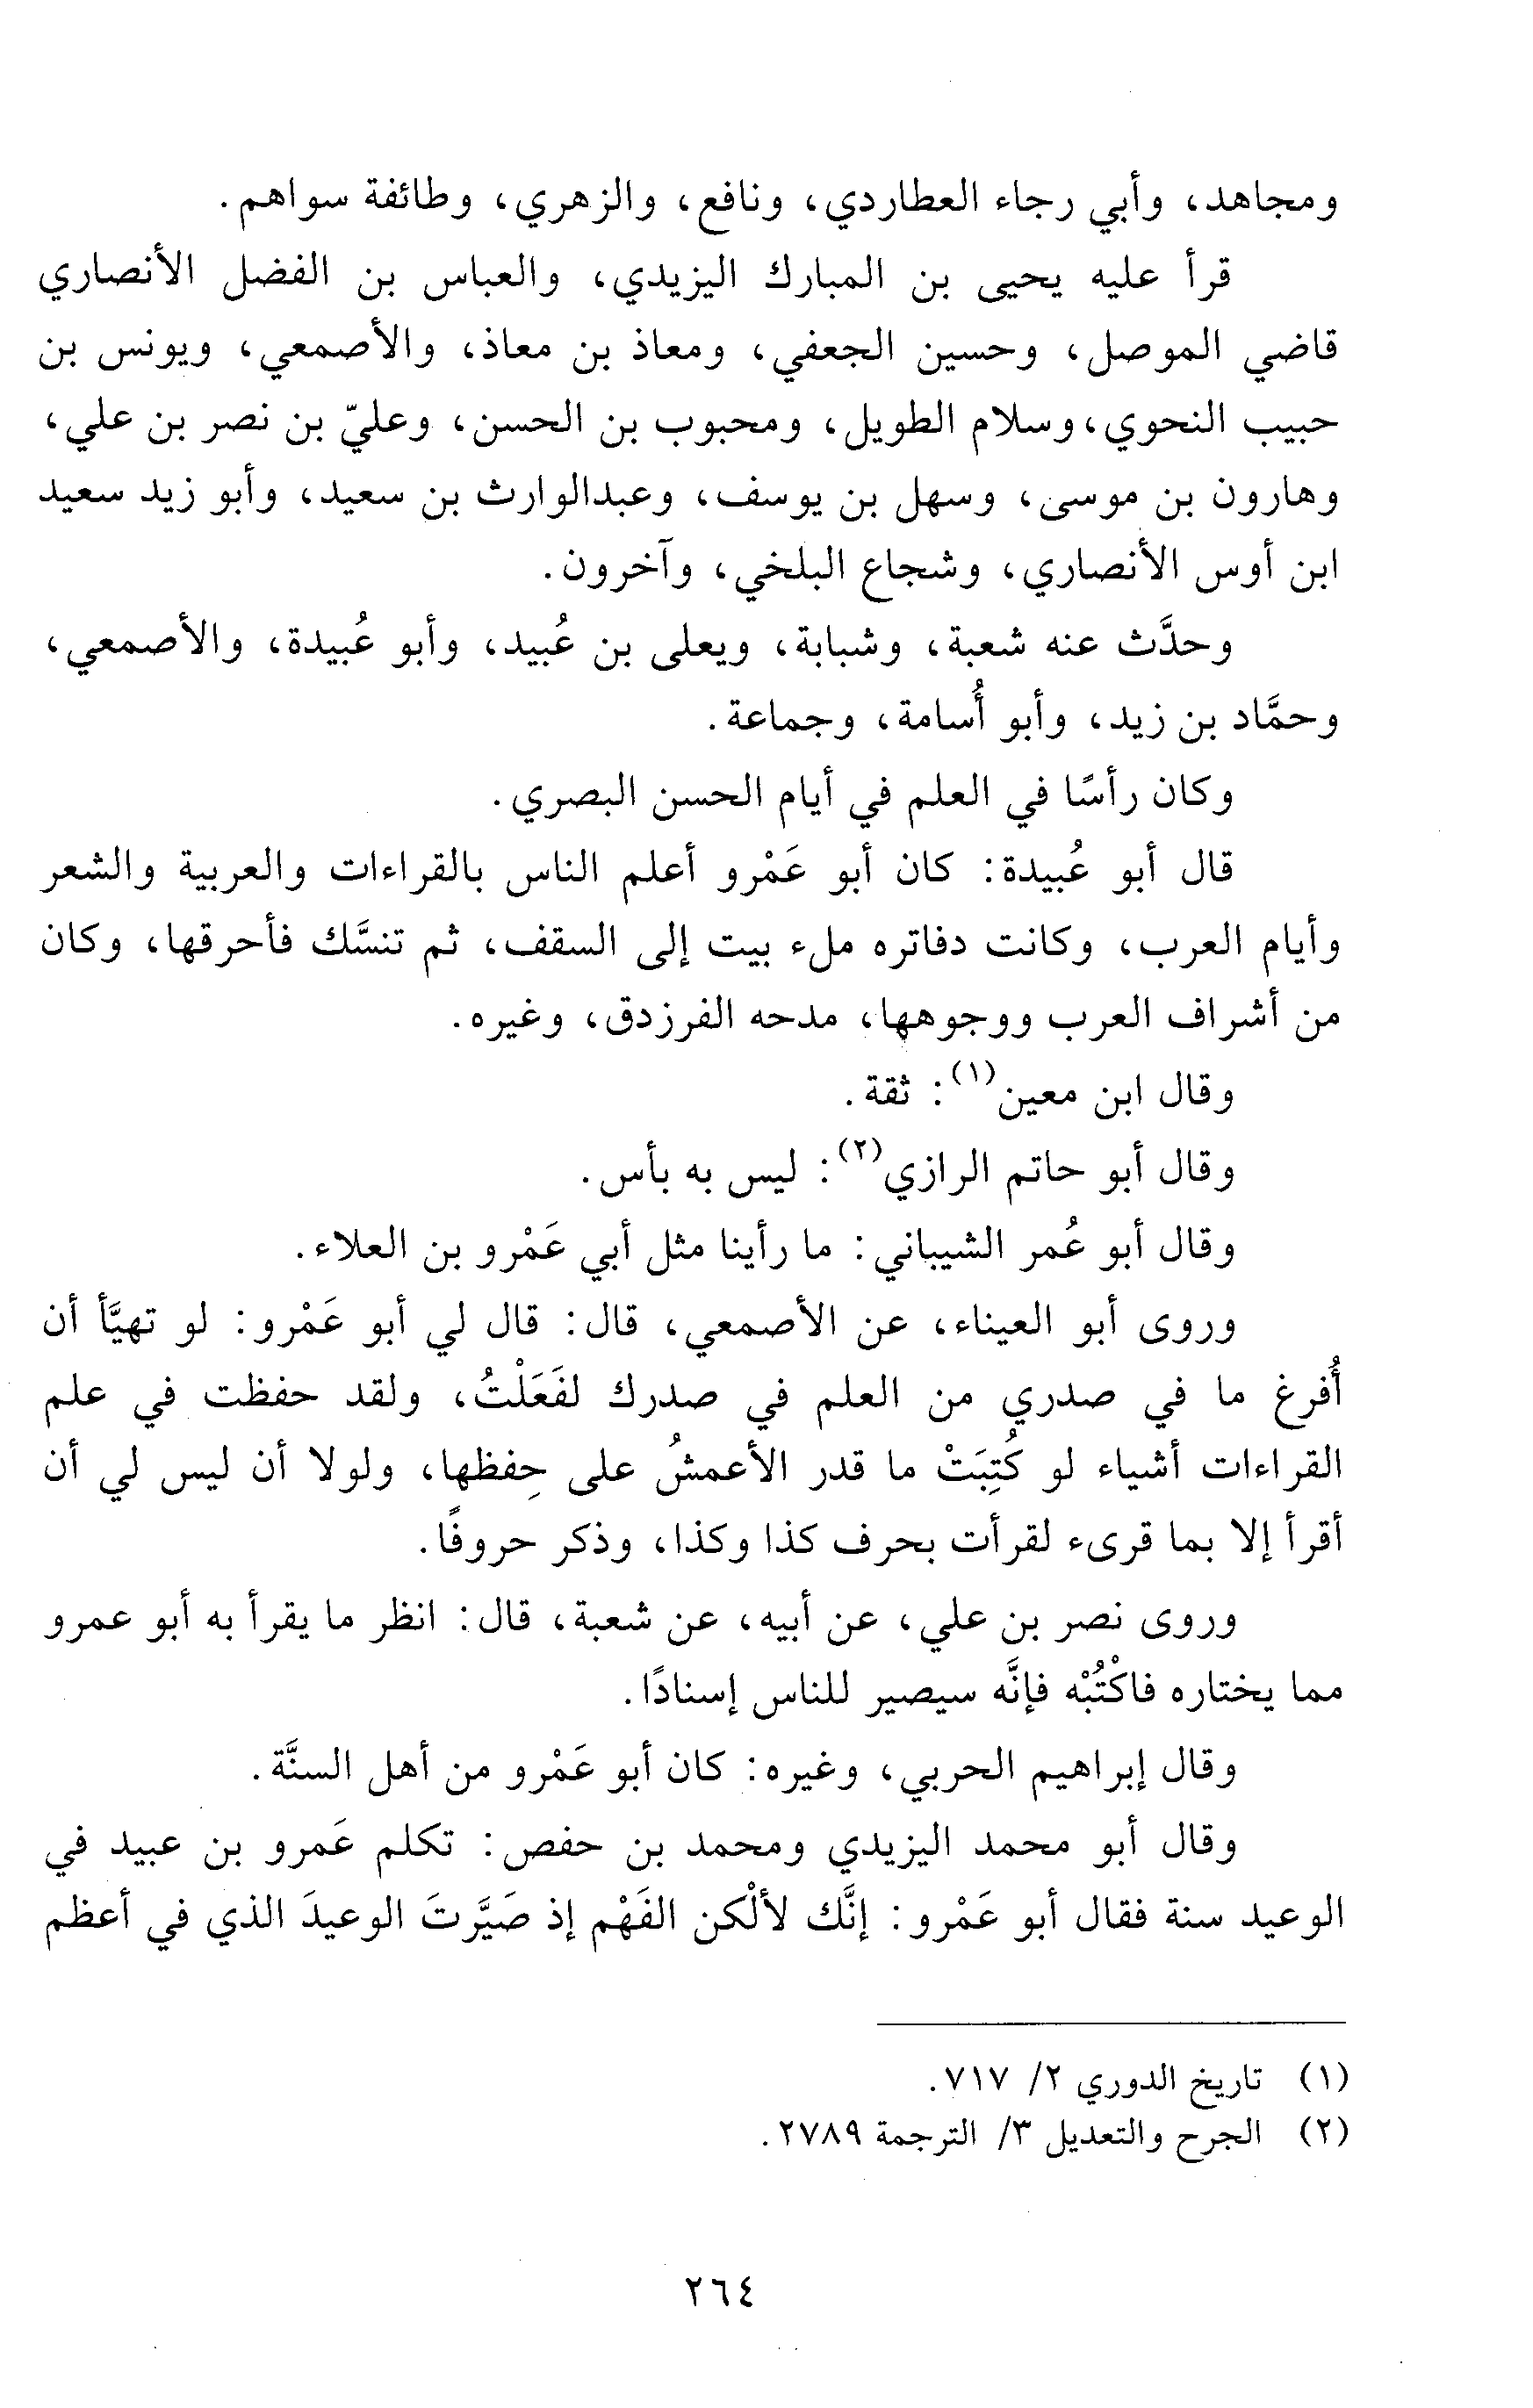 ومجاهد، وأبي رجاء العطاردي، ونافع، والزهري، وطائفة سواهم.
قرأ عليه يحيى بن المبارك اليزيدي، والعباس بن الفضل الأنصاري
قاضي الموصل، وحسين الجعفي، ومعاذ بن معاذ، والأصمعي، ويونس بن
حبيب النحوي، وسلام الطويل، ومحبوب بن الحسن، وعليّ بن نصر بن علي،
وهارون بن موسى، وسهل بن يوسف، وعبدالوارث بن سعيد، وأبو زيد سعيد
ابن أوس الأنصاري، وشجاع البلخي، وآخرون.
وحدَّث عنه شعبة، وشبابة، ويعلى بن عُبيد، وأبو عُبيدة، والأصمعي،
وحمَّاد بن زيد، وأبو أُسامة، وجماعة.
وكان رأسًا في العلم في أيام الحسن البصري.
قال أبو عُبيدة: كان أبو عَمْرو أعلم الناس بالقراءات والعربية والشعر
وأيام العرب، وكانت دفاتره ملء بيت إلى السقف، ثم تنسَّك فأحرقها، وكان
من أشراف العرب ووجوهها، مدحه الفرزدق، وغيره.
وقال ابن معين(١): ثقة.
وقال أبو حاتم الرازي(٢): ليس به بأس.
وقال أبو عُمر الشيباني: ما رأينا مثل أبي عَمْرو بن العلاء.
وروى أبو العيناء، عن الأصمعي، قال: قال لي أبو عَمْرو: لو تهيَّأ أن
أُفرغ ما في صدري من العلم في صدرك لفَعَلْتُ، ولقد حفظت في علم
القراءات أشياء لو كُتِبَتْ ما قدر الأعمشُ على حِفظها، ولولا أن ليس لي أن
أقرأ إلا بما قرىء لقرأت بحرف كذا وكذا، وذكر حروفًا.
وروى نصر بن علي، عن أبيه، عن شعبة، قال: انظر ما يقرأ به أبو عمرو
مما يختاره فاكْتُبْه فإنَّه سيصير للناس إسنادًا.
وقال إبراهيم الحربي، وغيره: كان أبو عَمْرو من أهل السنَّة.
وقال أبو محمد اليزيدي ومحمد بن حفص: تكلم عَمرو بن عبيد في
الوعيد سنة فقال أبو عَمْرو: إنَّك لألْكن الفَهْم إذ صَيَّرتَ الوعيدَ الذي في أعظم
(١) تاريخ الدوري ٢/ ٧١٧.
(٢) الجرح والتعديل ٣/ الترجمة ٢٧٨٩.
٢٦٤